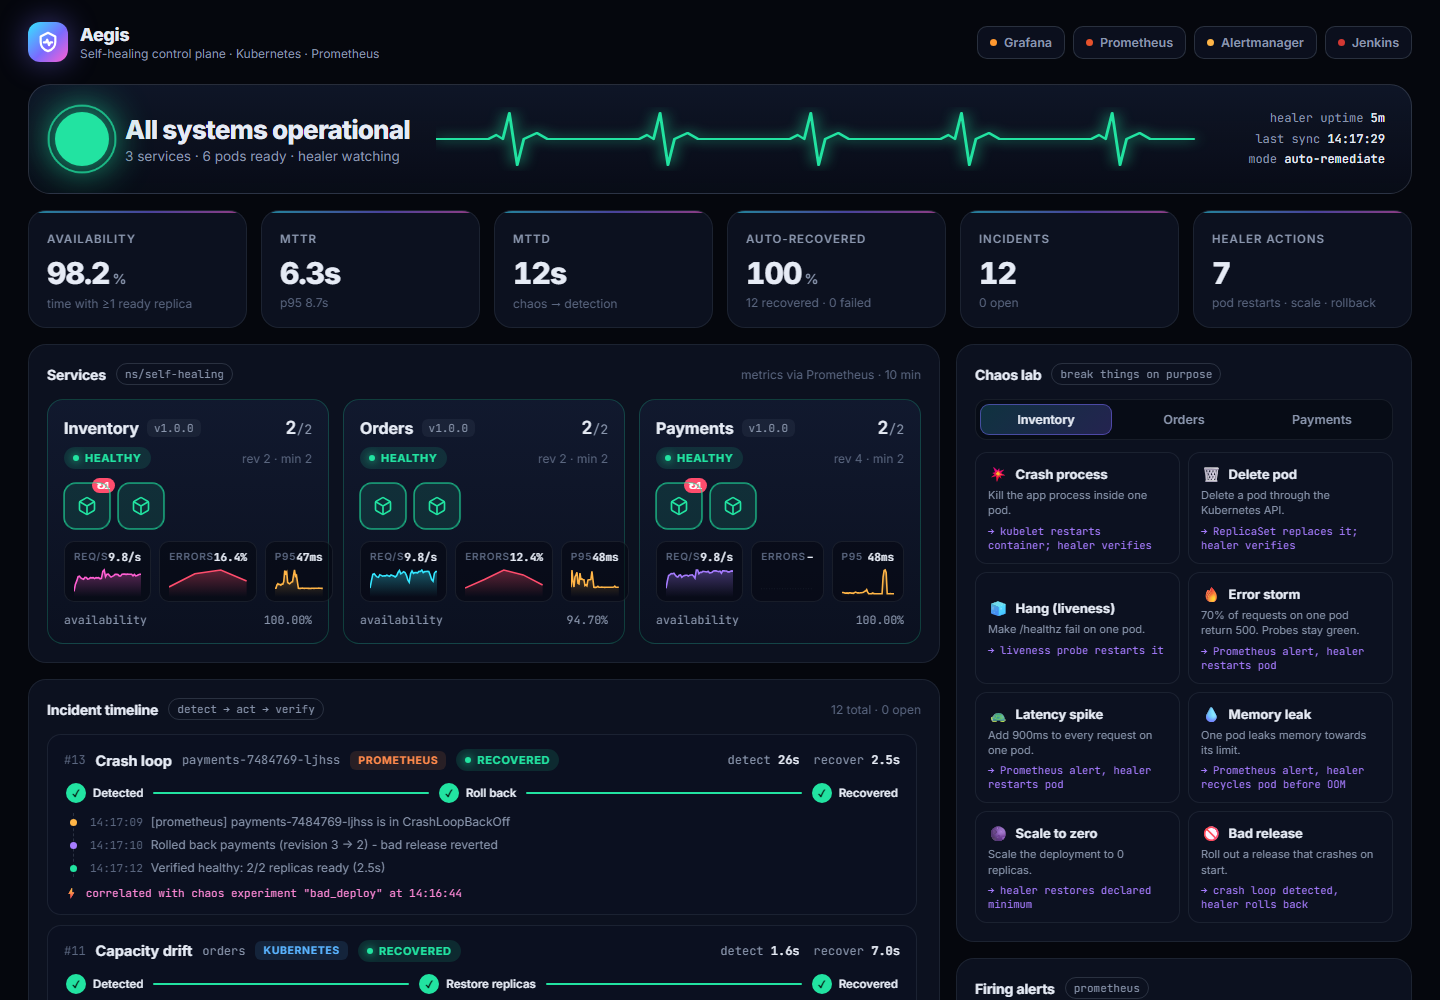 Aegis
Self-healing control plane · Kubernetes · Prometheus
Grafana
Prometheus
Alertmanager
Jenkins
All systems operational
3 services · 6 pods ready · healer watching
healer uptime 5m
last sync 14:17:29
mode auto-remediate
AVAILABILITY
98.2 %
time with ≥1 ready replica
MTTR
6.3s
p95 8.7s
MTTD
12s
chaos → detection
AUTO-RECOVERED
100 %
12 recovered · 0 failed
INCIDENTS
12
0 open
HEALER ACTIONS
7
pod restarts · scale · rollback
Services ns/self-healing
metrics via Prometheus · 10 min
Inventory v1.0.0 2/2
HEALTHY rev 2 · min 2
↻1
REQ/S 9.8/s
ERRORS 16.4%
P95 47ms
availability 100.00%
Orders v1.0.0 2/2
HEALTHY rev 2 · min 2
REQ/S 9.8/s
ERRORS 12.4%
P95 48ms
availability 94.70%
Payments v1.0.0 2/2
HEALTHY rev 4 · min 2
↻1
REQ/S 9.8/s
ERRORS –
P95 48ms
availability 100.00%
Incident timeline detect → act → verify
12 total · 0 open
#13 Crash loop payments-7484769-ljhss PROMETHEUS RECOVERED detect 26s recover 2.5s
Detected Roll back Recovered
14:17:09 [prometheus] payments-7484769-ljhss is in CrashLoopBackOff
14:17:10 Rolled back payments (revision 3 → 2) - bad release reverted
14:17:12 Verified healthy: 2/2 replicas ready (2.5s)
correlated with chaos experiment "bad_deploy" at 14:16:44
#11 Capacity drift orders KUBERNETES RECOVERED detect 1.6s recover 7.0s
Detected Restore replicas Recovered
Chaos lab break things on purpose
Inventory Orders Payments
Crash process
Kill the app process inside one
pod.
→ kubelet restarts
container; healer verifies
Delete pod
Delete a pod through the
Kubernetes API.
→ ReplicaSet replaces it;
healer verifies
Hang (liveness)
Make /healthz fail on one pod.
→ liveness probe restarts it
Error storm
70% of requests on one pod
return 500. Probes stay green.
→ Prometheus alert, healer
restarts pod
Latency spike
Add 900ms to every request on
one pod.
→ Prometheus alert, healer
restarts pod
Memory leak
One pod leaks memory towards
its limit.
→ Prometheus alert, healer
recycles pod before OOM
Scale to zero
Scale the deployment to 0
replicas.
→ healer restores declared
minimum
Bad release
Roll out a release that crashes on
start.
→ crash loop detected,
healer rolls back
Firing alerts prometheus